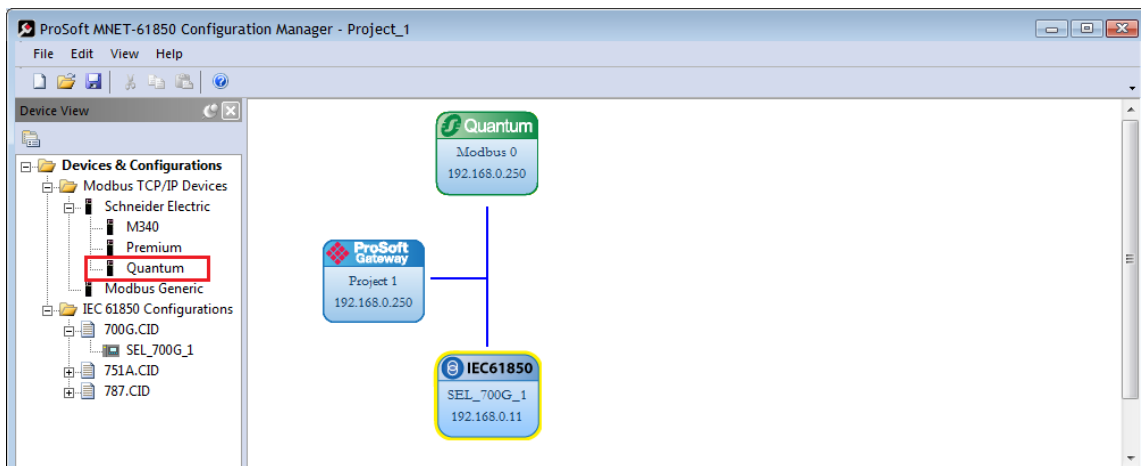 ProSoft MNET-61850 Configuration Manager - Project_1
File Edit View Help
Device View
Devices & Configurations
Modbus TCP/IP Devices
Schneider Electric
M340
Premium
Quantum
Modbus Generic
IEC 61850 Configurations
700G.CID
SEL_700G_1
751A.CID
787.CID
Quantum
Modbus 0
192.168.0.250
ProSoft
Gateway
Project 1
192.168.0.250
IEC61850
SEL_700G_1
192.168.0.11